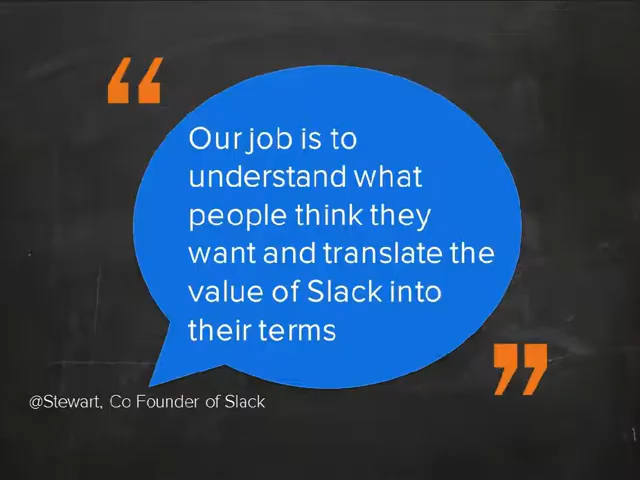 “
Our job is to
understand what
people think they
want and translate the
value of Slack into
their terms
”
@Stewart, Co Founder of Slack